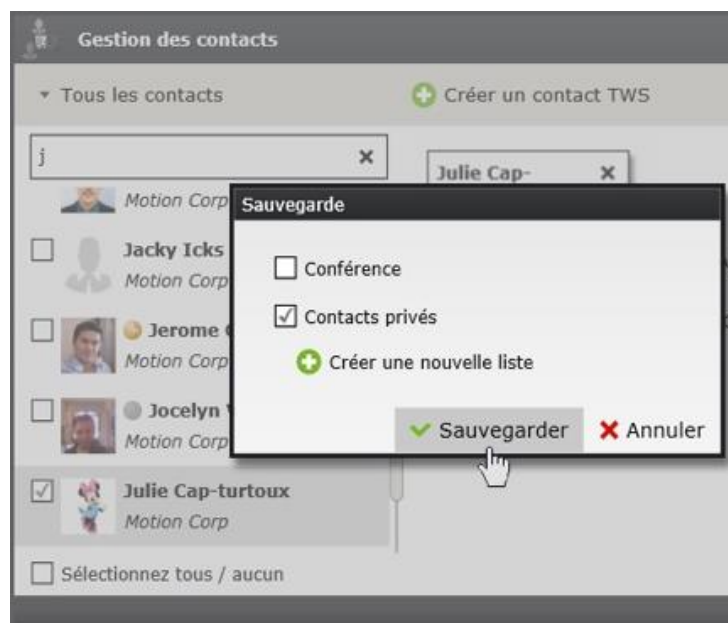 Gestion des contacts
Tous les contacts
Créer un contact TWS
j
Julie Cap-
Motion Corp
Jacky Icks
Motion Corp
Jerome
Motion Corp
Jocelyn
Motion Corp
Julie Cap-turtoux
Motion Corp
Sélectionnez tous / aucun
Sauvegarde
Conférence
Contacts privés
Créer une nouvelle liste
Sauvegarder
Annuler